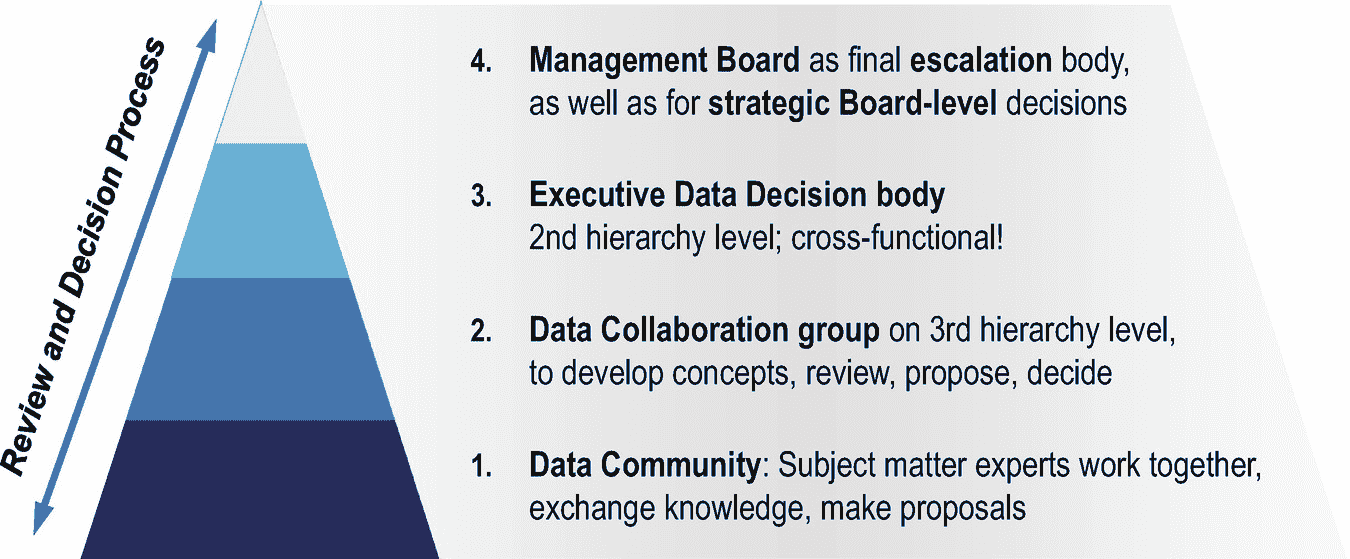 Review and Decision Process
4. Management Board as final escalation body,
as well as for strategic Board-level decisions
3. Executive Data Decision body
2nd hierarchy level; cross-functional!
2. Data Collaboration group on 3rd hierarchy level,
to develop concepts, review, propose, decide
1. Data Community: Subject matter experts work together,
exchange knowledge, make proposals